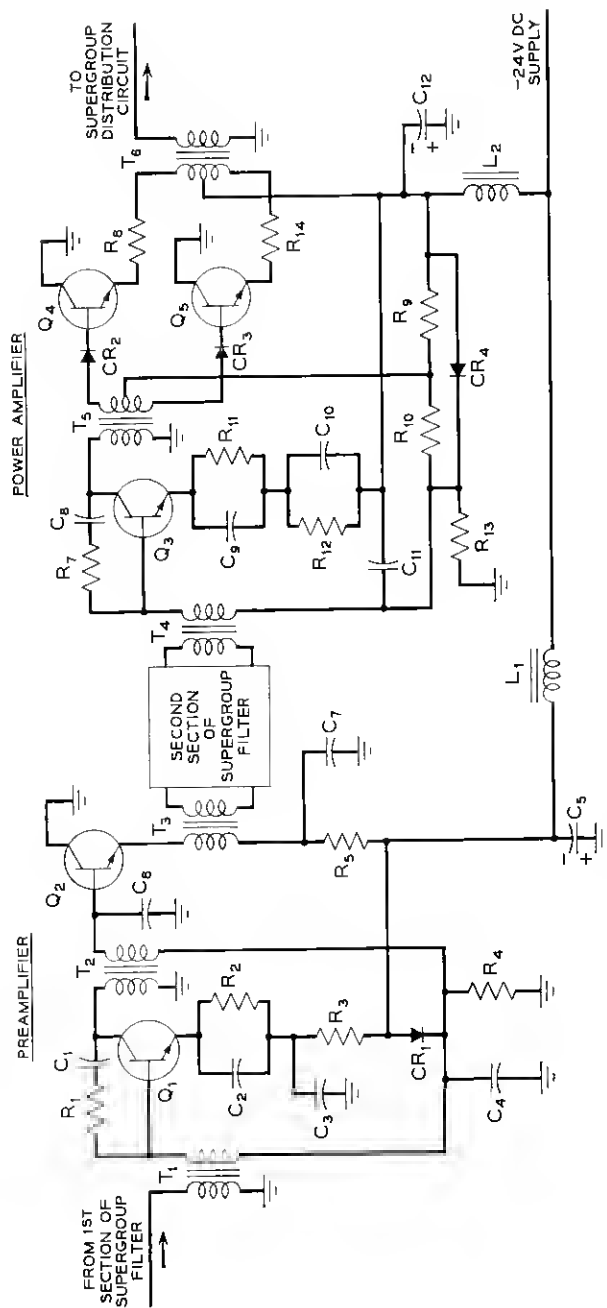 PREAMPLIFIER
POWER AMPLIFIER
FROM 1ST
SECTION OF
SUPERGROUP
FILTER
T1
R1
C1
Q1
C2
R2
C3
R3
CR1
C4
R4
T2
C8
Q2
T3
C7
R5
C5
L1
SECOND
SECTION
OF
SUPERGROUP
FILTER
T4
R7
C8
Q3
C9
R11
R12
C10
C11
R13
R10
CR4
R9
T5
CR2
CR3
Q4
Q5
R8
R14
T6
TO
SUPERGROUP
DISTRIBUTION
CIRCUIT
C12
L2
-24V DC
SUPPLY